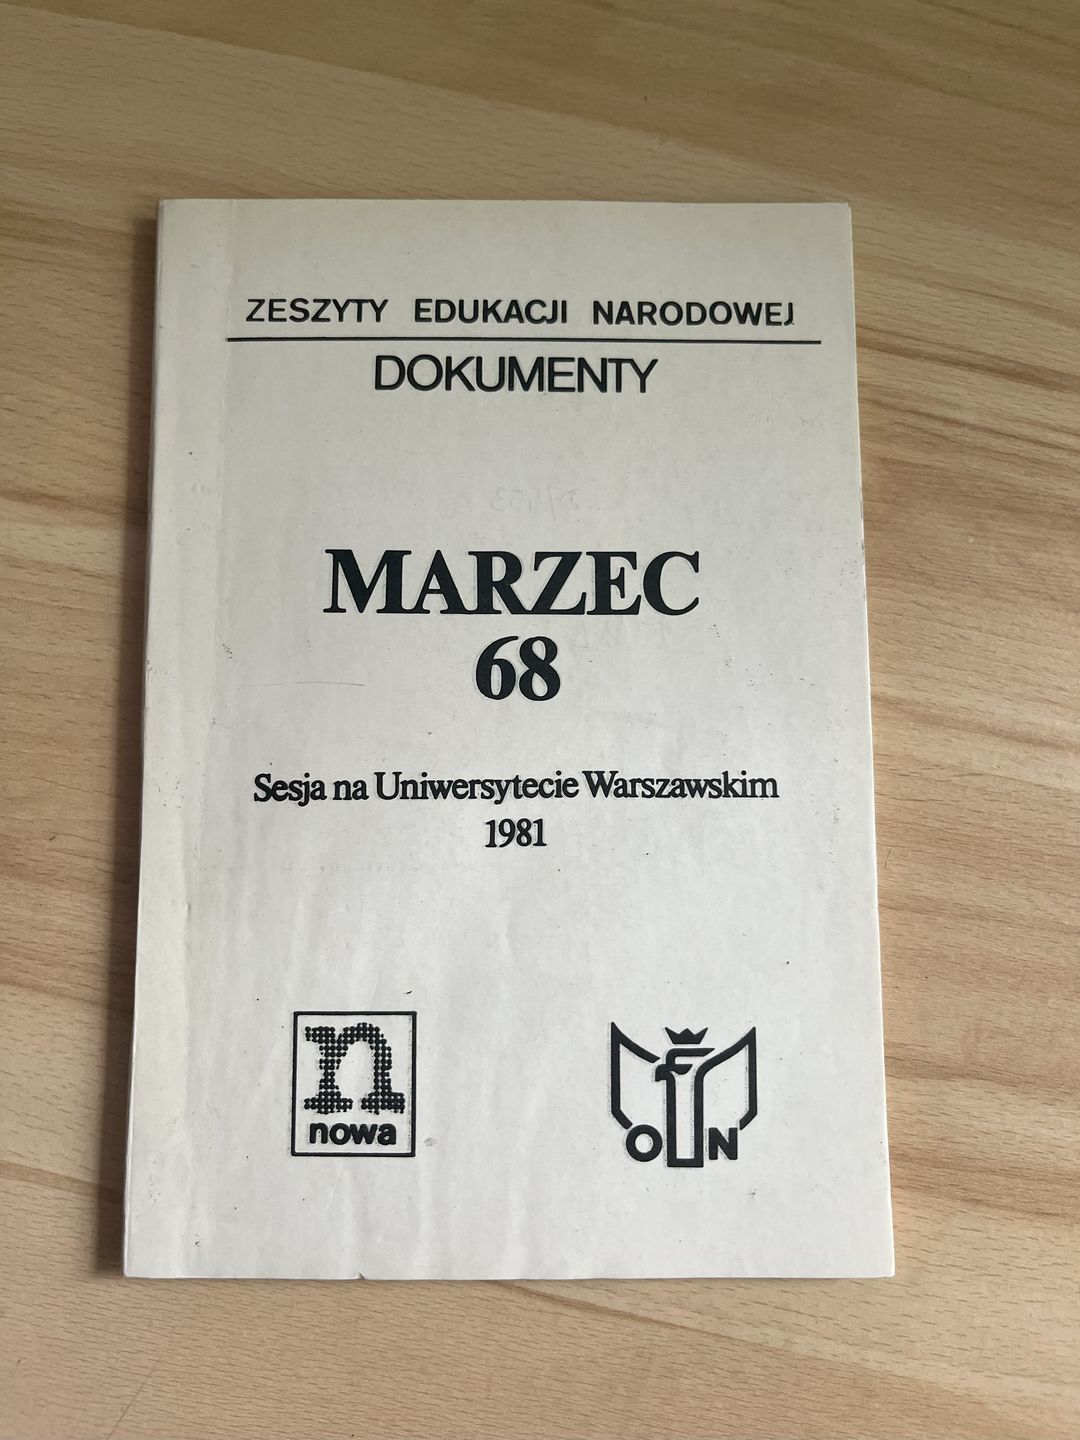 ZESZYTY EDUKACJI NARODOWEJ
DOKUMENTY
MARZEC
68
Sesja na Uniwersytecie Warszawskim
1981
n
nowa
O N